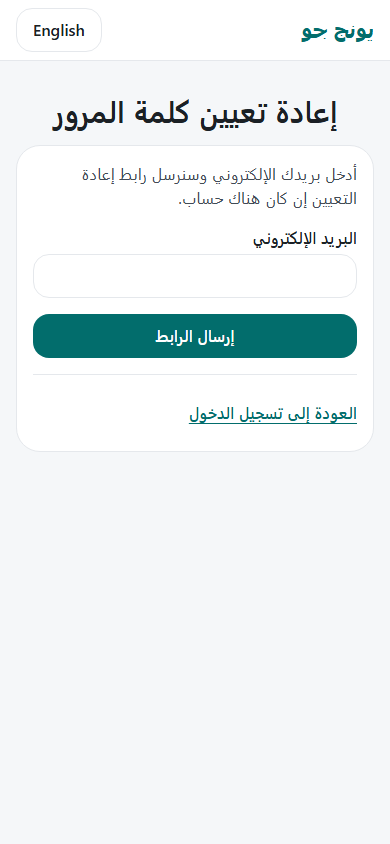 يونج جو
English
إعادة تعيين كلمة المرور
أدخل بريدك الإلكتروني وسنرسل رابط إعادة
التعيين إن كان هناك حساب.
البريد الإلكتروني
إرسال الرابط
العودة إلى تسجيل الدخول